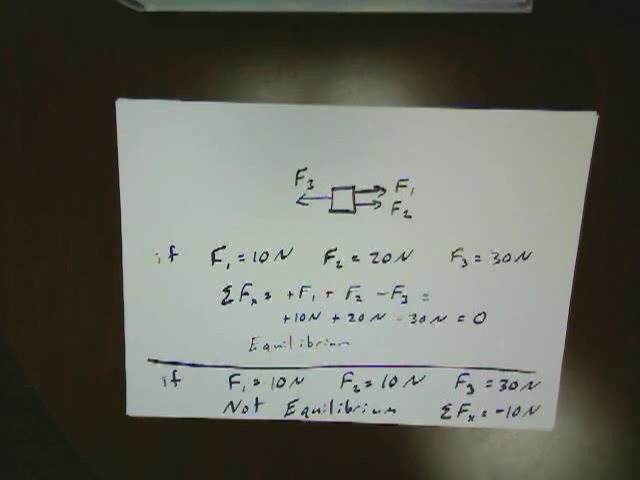 F3 F1
F2
if F1 = 10N F2 = 20N F3 = 30N
ΣFx = +F1 + F2 - F3 =
+10N + 20N - 30N = 0
Equilibrium
if F1 = 10N F2 = 10N F3 = 30N
Not Equilibrium ΣFx = -10N